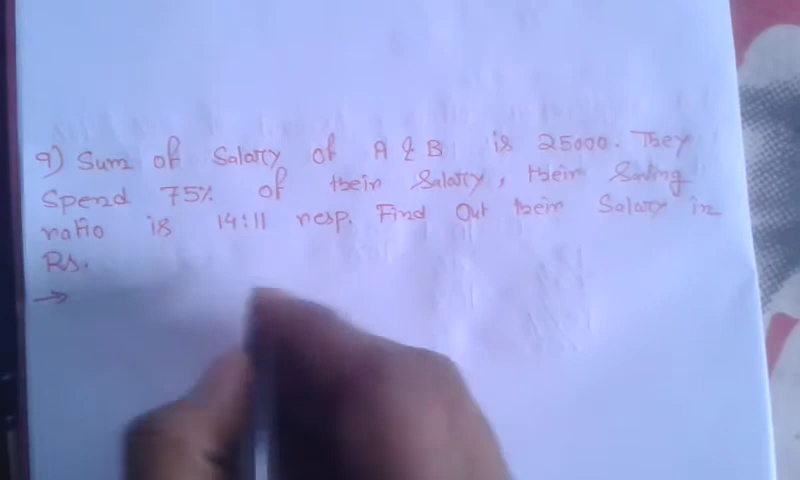 9) Sum of Salary of A & B is 25000. They
Spend 75% of their Salary, their Saving
ratio is 14:11 resp. Find Out their Salary in
Rs.
→